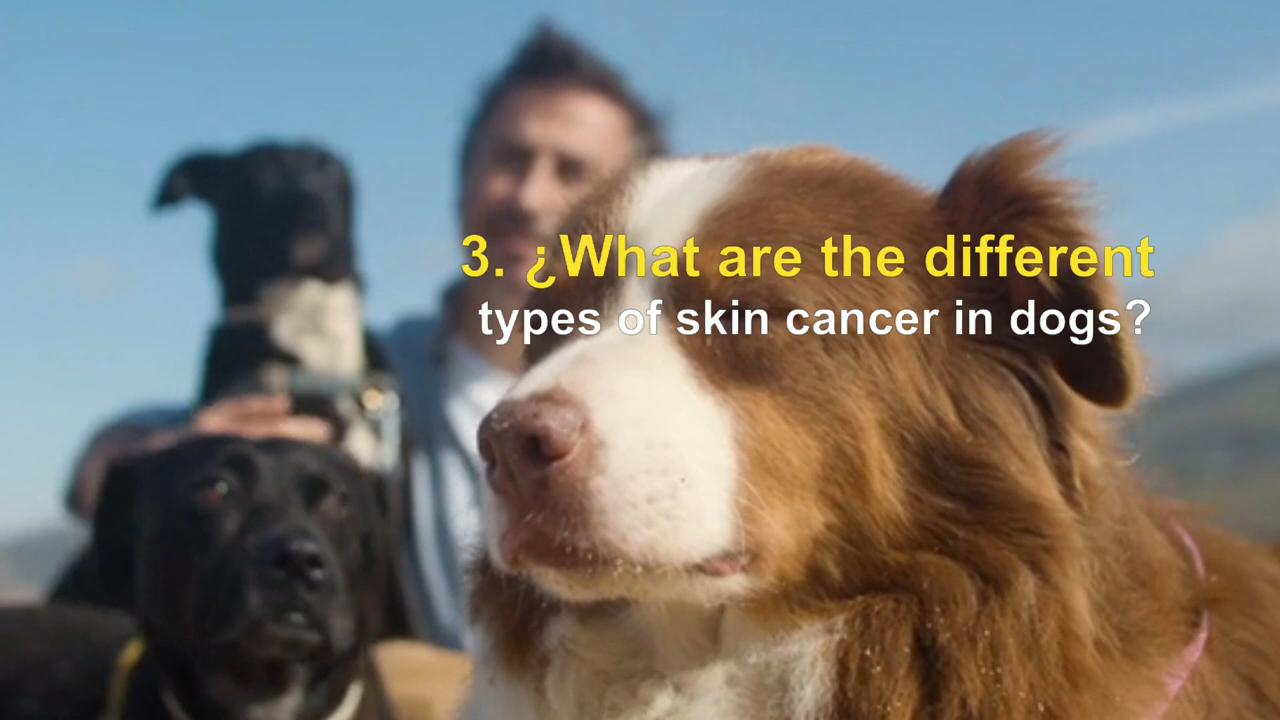 3. ¿What are the different
types of skin cancer in dogs?